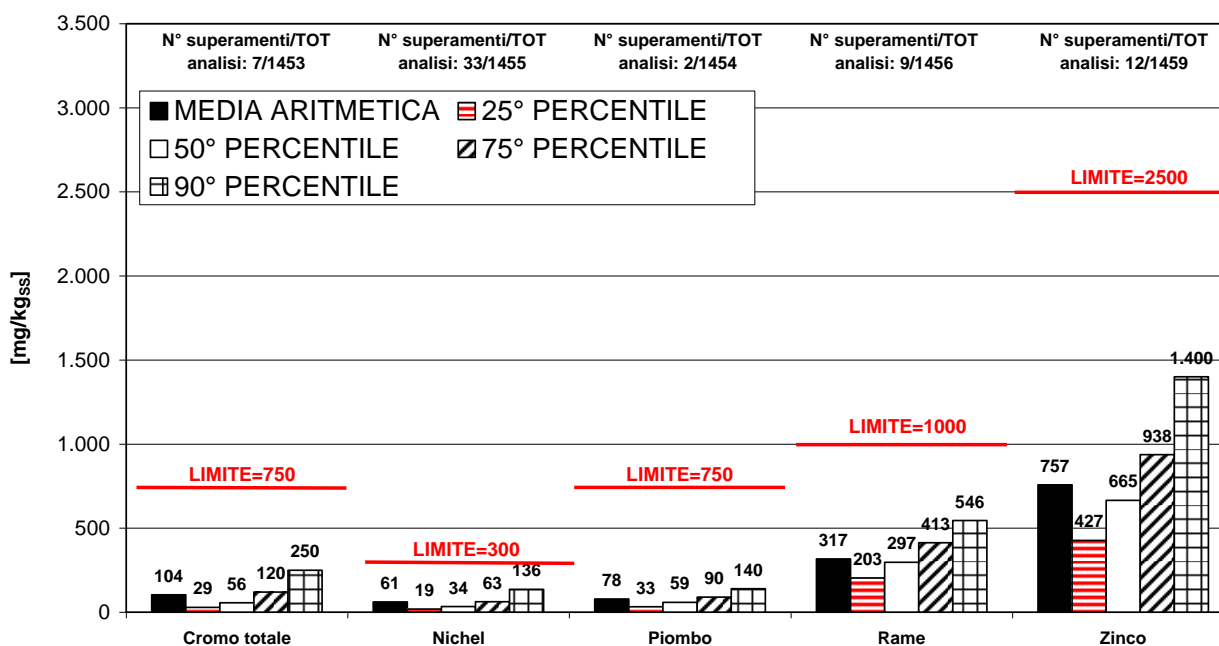 3.500
3.000
2.500
2.000
1.500
1.000
500
0
[mg/kgSS]
N° superamenti/TOT
analisi: 7/1453
N° superamenti/TOT
analisi: 33/1455
N° superamenti/TOT
analisi: 2/1454
N° superamenti/TOT
analisi: 9/1456
N° superamenti/TOT
analisi: 12/1459
MEDIA ARITMETICA
25° PERCENTILE
50° PERCENTILE
75° PERCENTILE
90° PERCENTILE
LIMITE=750
LIMITE=300
LIMITE=750
LIMITE=1000
LIMITE=2500
104
29
56
120
250
61
19
34
63
136
78
33
59
90
140
317
203
297
413
546
757
427
665
938
1.400
Cromo totale
Nichel
Piombo
Rame
Zinco